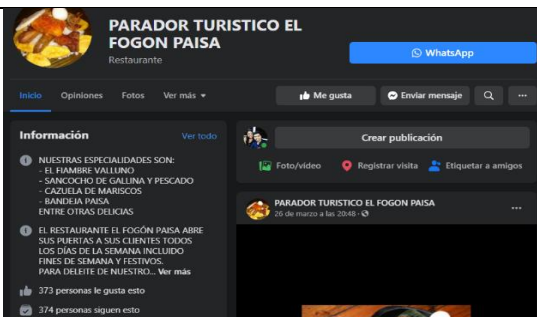 PARADOR TURISTICO EL
FOGON PAISA
Restaurante
WhatsApp
Inicio Opiniones Fotos Ver más
Me gusta Enviar mensaje ...
Información Ver todo
NUESTRAS ESPECIALIDADES SON:
- EL FIAMBRE VALLUNO
- SANCOCHO DE GALLINA Y PESCADO
- CAZUELA DE MARISCOS
- BANDEJA PAISA
ENTRE OTRAS DELICIAS
EL RESTAURANTE EL FOGÓN PAISA ABRE
SUS PUERTAS A SUS CLIENTES TODOS
LOS DÍAS DE LA SEMANA INCLUIDO
FINES DE SEMANA Y FESTIVOS.
PARA DELEITE DE NUESTRO... Ver más
373 personas le gusta esto
374 personas siguen esto
Crear publicación
Foto/video Registrar visita Etiquetar a amigos
PARADOR TURISTICO EL FOGON PAISA ...
26 de marzo a las 20:48 ·